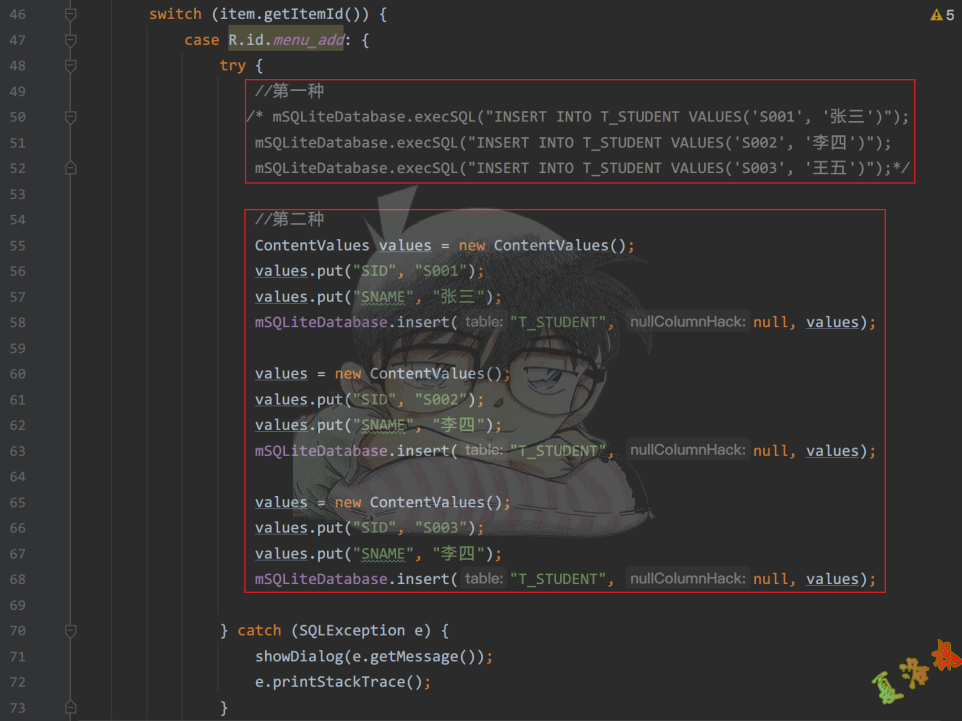 46 switch (item.getItemId()) { 5
47 case R.id.menu_add: {
48 try {
49 //第一种
50 /* mSQLiteDatabase.execSQL("INSERT INTO T_STUDENT VALUES('S001', '张三')");
51 mSQLiteDatabase.execSQL("INSERT INTO T_STUDENT VALUES('S002', '李四')");
52 mSQLiteDatabase.execSQL("INSERT INTO T_STUDENT VALUES('S003', '王五')");*/
53
54 //第二种
55 ContentValues values = new ContentValues();
56 values.put("SID", "S001");
57 values.put("SNAME", "张三");
58 mSQLiteDatabase.insert( table: "T_STUDENT", nullColumnHack: null, values);
59
60 values = new ContentValues();
61 values.put("SID", "S002");
62 values.put("SNAME", "李四");
63 mSQLiteDatabase.insert( table: "T_STUDENT", nullColumnHack: null, values);
64
65 values = new ContentValues();
66 values.put("SID", "S003");
67 values.put("SNAME", "李四");
68 mSQLiteDatabase.insert( table: "T_STUDENT", nullColumnHack: null, values);
69
70 } catch (SQLException e) {
71 showDialog(e.getMessage());
72 e.printStackTrace();
73 }